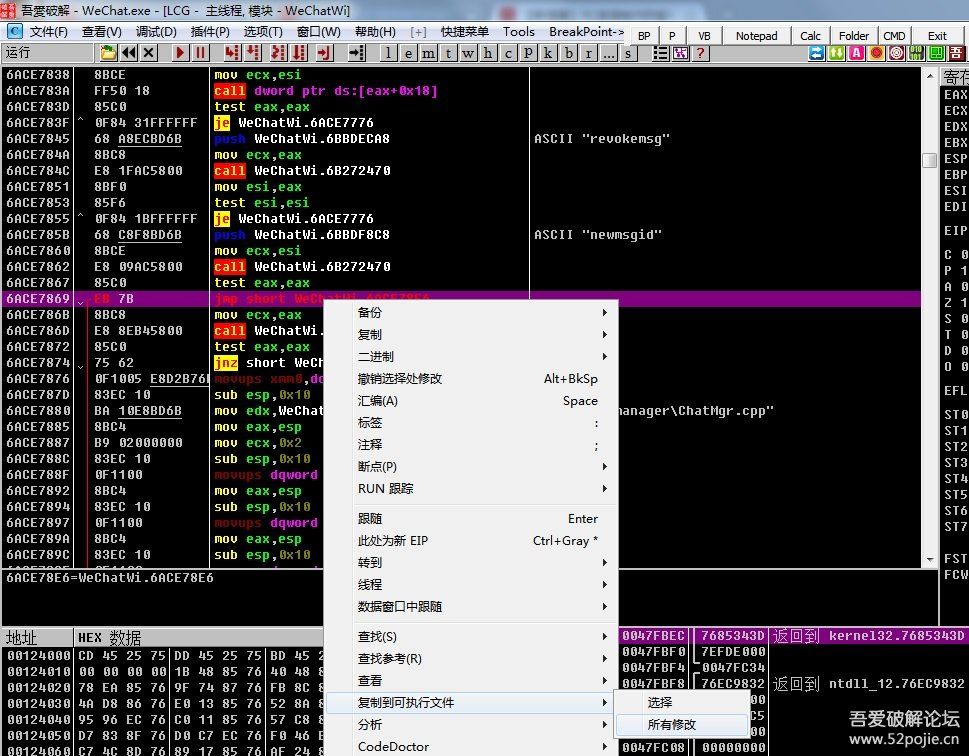 吾爱破解 - WeChat.exe - [LCG - 主线程, 模块 - WeChatWi]
文件(F) 查看(V) 调试(D) 插件(P) 选项(T) 窗口(W) 帮助(H) [+] 快捷菜单 Tools BreakPoint-> BP P VB Notepad Calc Folder CMD Exit
运行 l e m t w h c p k b r ... s
6ACE7838 8BCE mov ecx,esi
6ACE783A FF50 18 call dword ptr ds:[eax+0x18]
6ACE783D 85C0 test eax,eax
6ACE783F ^ 0F84 31FFFFFF je WeChatWi.6ACE7776
6ACE7845 68 A8ECBD6B push WeChatWi.6BBDECA8 ASCII "revokemsg"
6ACE784A 8BC8 mov ecx,eax
6ACE784C E8 1FAC5800 call WeChatWi.6B272470
6ACE7851 8BF0 mov esi,eax
6ACE7853 85F6 test esi,esi
6ACE7855 ^ 0F84 1BFFFFFF je WeChatWi.6ACE7776
6ACE785B 68 C8F8BD6B push WeChatWi.6BBDF8C8 ASCII "newmsgid"
6ACE7860 8BCE mov ecx,esi
6ACE7862 E8 09AC5800 call WeChatWi.6B272470
6ACE7867 85C0 test eax,eax
6ACE7869 EB 7B jmp short WeChatWi.6ACE78E6
6ACE786B 8BC8 mov ecx,eax
6ACE786D E8 8EB45800 call WeChatWi.
6ACE7872 85C0 test eax,eax
6ACE7874 75 62 jnz short WeCh
6ACE7876 0F1005 E8D2B76 movups xmm0,dq
6ACE787D 83EC 10 sub esp,0x10
6ACE7880 BA 10E8BD6B mov edx,WeChat anager\ChatMgr.cpp"
6ACE7885 8BC4 mov eax,esp
6ACE7887 B9 02000000 mov ecx,0x2
6ACE788C 83EC 10 sub esp,0x10
6ACE788F 0F1100 movups dqword
6ACE7892 8BC4 mov eax,esp
6ACE7894 83EC 10 sub esp,0x10
6ACE7897 0F1100 movups dqword
6ACE789A 8BC4 mov eax,esp
6ACE789C 83EC 10 sub esp,0x10
6ACE78E6=WeChatWi.6ACE78E6
备份
复制
二进制
撤销选择处修改 Alt+BkSp
汇编(A) Space
标签 :
注释 ;
断点(P)
RUN 跟踪
跟随 Enter
此处为新 EIP Ctrl+Gray *
转到
线程
数据窗口中跟随
查找(S)
查找参考(R)
查看
复制到可执行文件
分析
CodeDoctor
选择
所有修改
EAX
ECX
EDX
EBX
ESP
EBP
ESI
EDI
EIP
C 0
P 1
A 0
Z 1
S 0
T 0
D 0
O 0
EFL
ST0
ST1
ST2
ST3
ST4
ST5
ST6
ST7
FST
FCW
地址 HEX 数据
00124000 CD 45 25 75 DD 45 25 75 BD 45 2
00124010 00 00 00 00 1B 48 85 76 40 48 8
00124020 78 EA 85 76 9F 74 87 76 FB 8C 8
00124030 4A D8 86 76 E0 13 85 76 52 8A 8
00124040 95 96 EC 76 C0 11 85 76 57 C8 8
00124050 D7 83 8F 76 D0 C7 EC 76 F0 46 E
00124060 C7 4C 8D 76 89 17 85 76 AF 24 8
0047FBEC 7685343D 返回到 kernel32.7685343D
0047FBF0 7EFDE000
0047FBF4 0047FC34
0047FBF8 76EC9832 返回到 ntdll_12.76EC9832
0047FC08 00000000
吾爱破解论坛
www.52pojie.cn